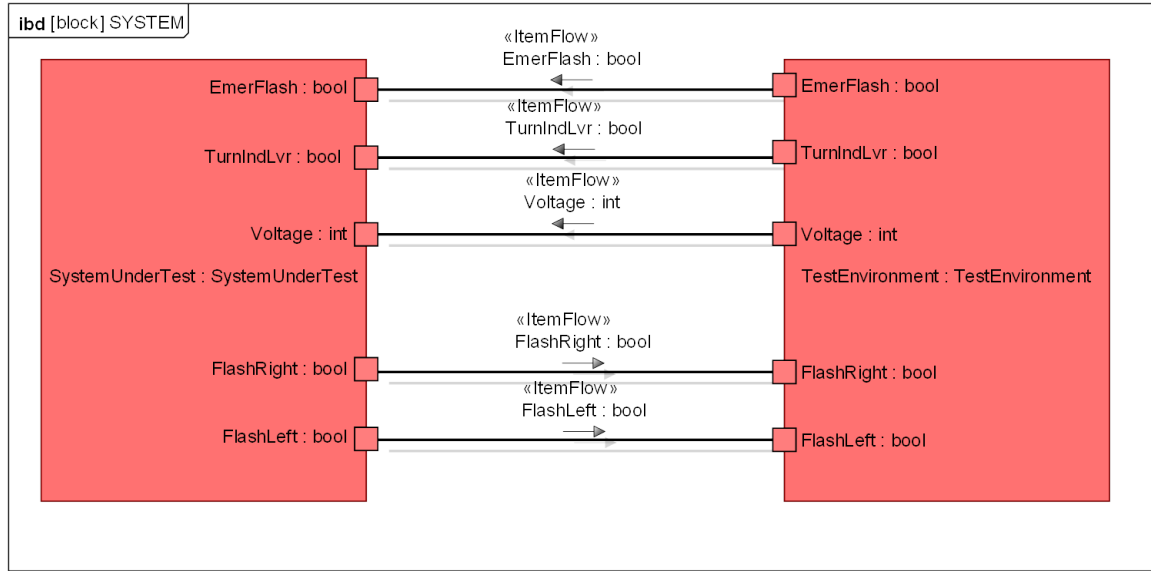 ibd [block] SYSTEM
«ItemFlow»
EmerFlash : bool
EmerFlash : bool
EmerFlash : bool
«ItemFlow»
TurnIndLvr : bool
TurnIndLvr : bool
TurnIndLvr : bool
«ItemFlow»
Voltage : int
Voltage : int
Voltage : int
SystemUnderTest : SystemUnderTest
TestEnvironment : TestEnvironment
«ItemFlow»
FlashRight : bool
FlashRight : bool
FlashRight : bool
«ItemFlow»
FlashLeft : bool
FlashLeft : bool
FlashLeft : bool